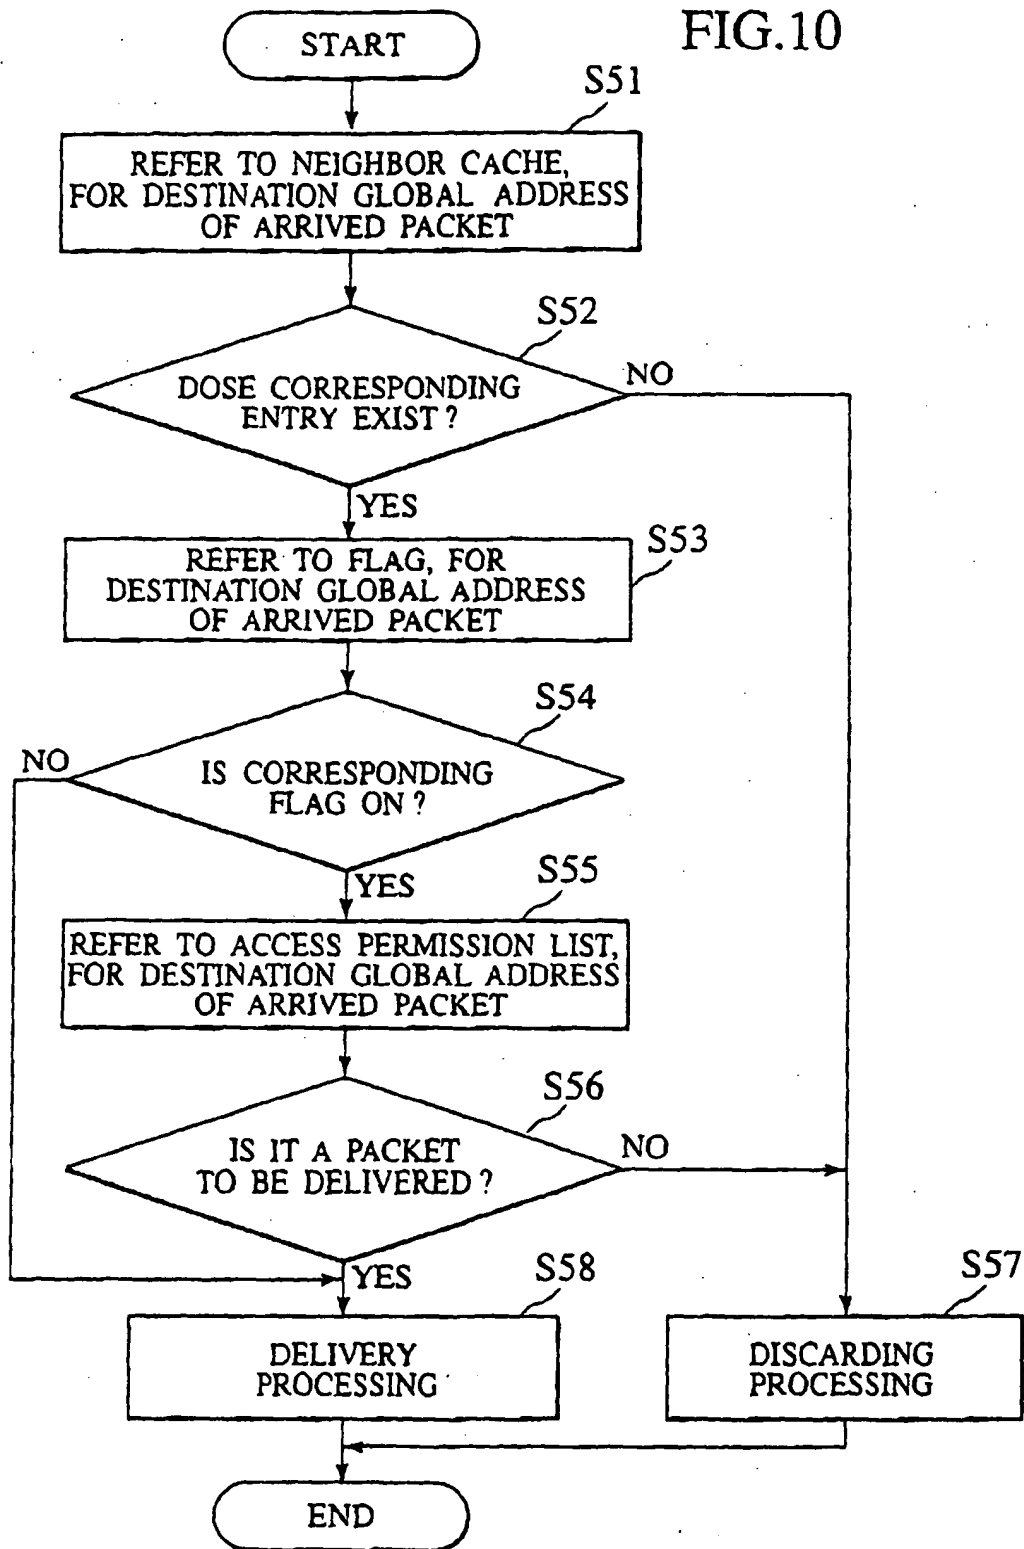 FIG.10
START
S51
REFER TO NEIGHBOR CACHE,
FOR DESTINATION GLOBAL ADDRESS
OF ARRIVED PACKET
S52
DOSE CORRESPONDING
ENTRY EXIST?
NO
YES
S53
REFER TO FLAG, FOR
DESTINATION GLOBAL ADDRESS
OF ARRIVED PACKET
S54
NO
IS CORRESPONDING
FLAG ON?
YES
S55
REFER TO ACCESS PERMISSION LIST,
FOR DESTINATION GLOBAL ADDRESS
OF ARRIVED PACKET
S56
IS IT A PACKET
TO BE DELIVERED?
NO
YES
S58
DELIVERY
PROCESSING
S57
DISCARDING
PROCESSING
END